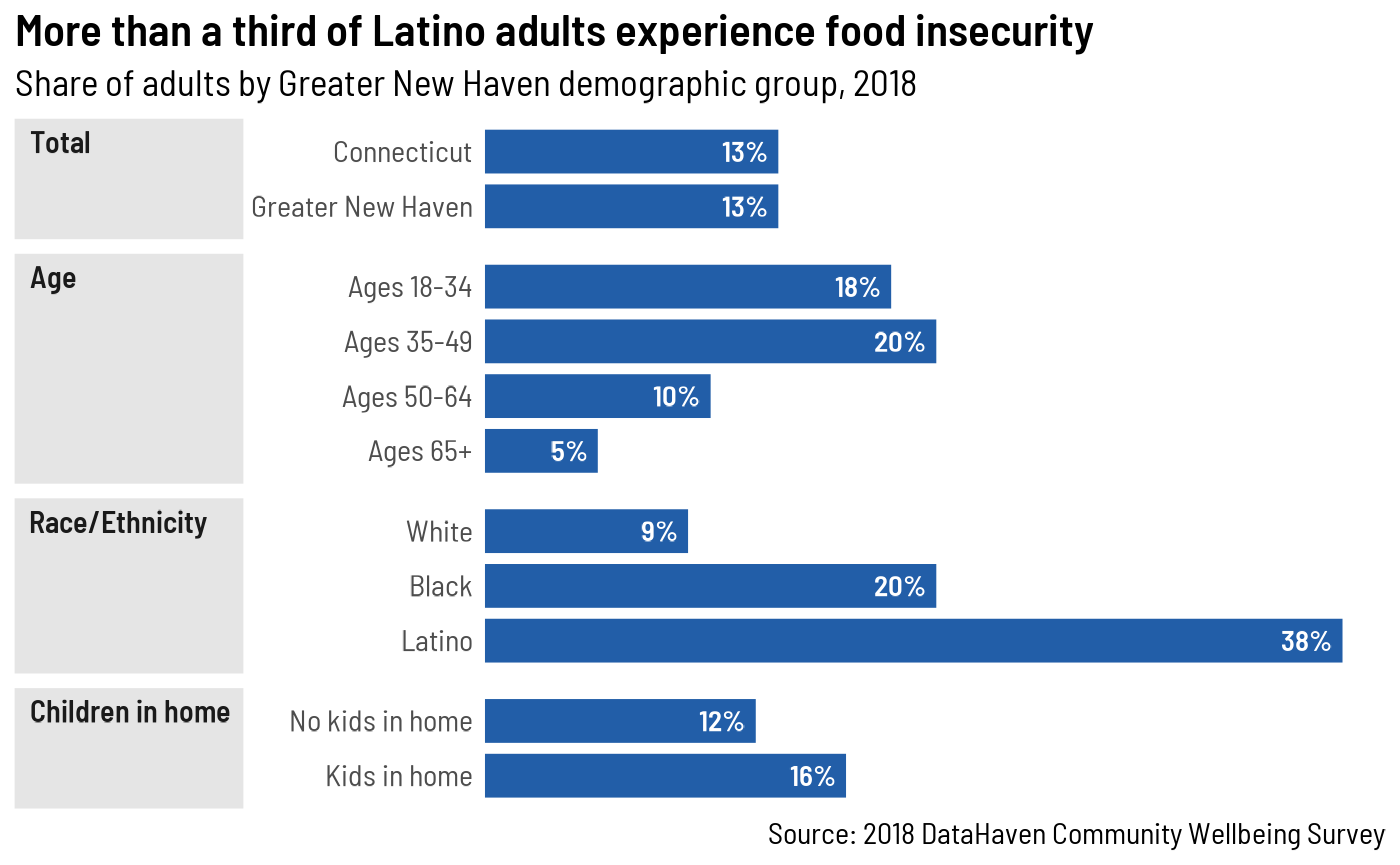 More than a third of Latino adults experience food insecurity
Share of adults by Greater New Haven demographic group, 2018
Total
Connecticut 13%
Greater New Haven 13%
Age
Ages 18-34 18%
Ages 35-49 20%
Ages 50-64 10%
Ages 65+ 5%
Race/Ethnicity
White 9%
Black 20%
Latino 38%
Children in home
No kids in home 12%
Kids in home 16%
Source: 2018 DataHaven Community Wellbeing Survey